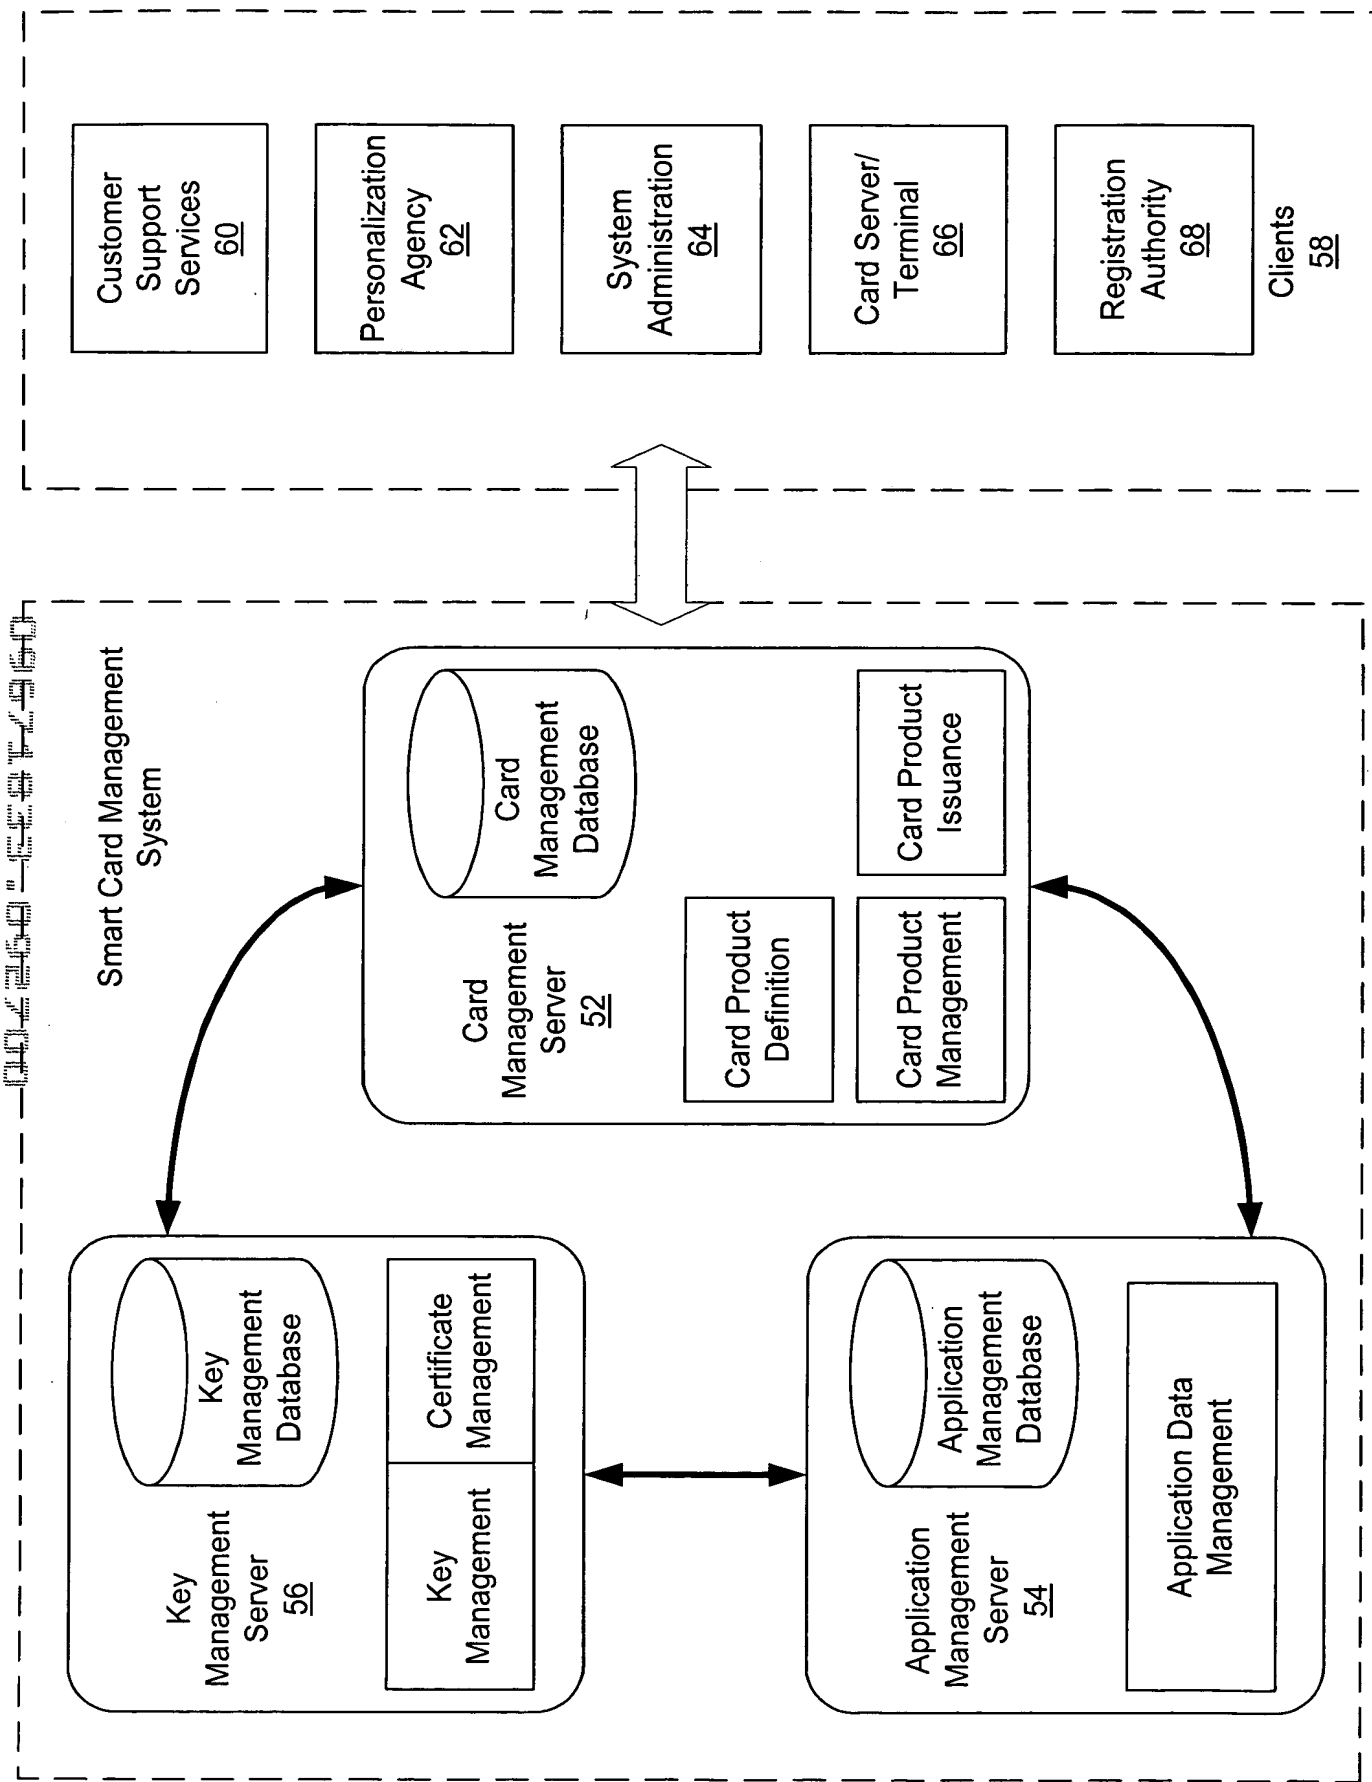 Smart Card Management
System
Key
Management
Server
56
Key
Management
Database
Key
Management
Certificate
Management
Card
Management
Server
52
Card
Management
Database
Card Product
Definition
Card Product
Management
Card Product
Issuance
Application
Management
Server
54
Application
Management
Database
Application Data
Management
Customer
Support
Services
60
Personalization
Agency
62
System
Administration
64
Card Server/
Terminal
66
Registration
Authority
68
Clients
58